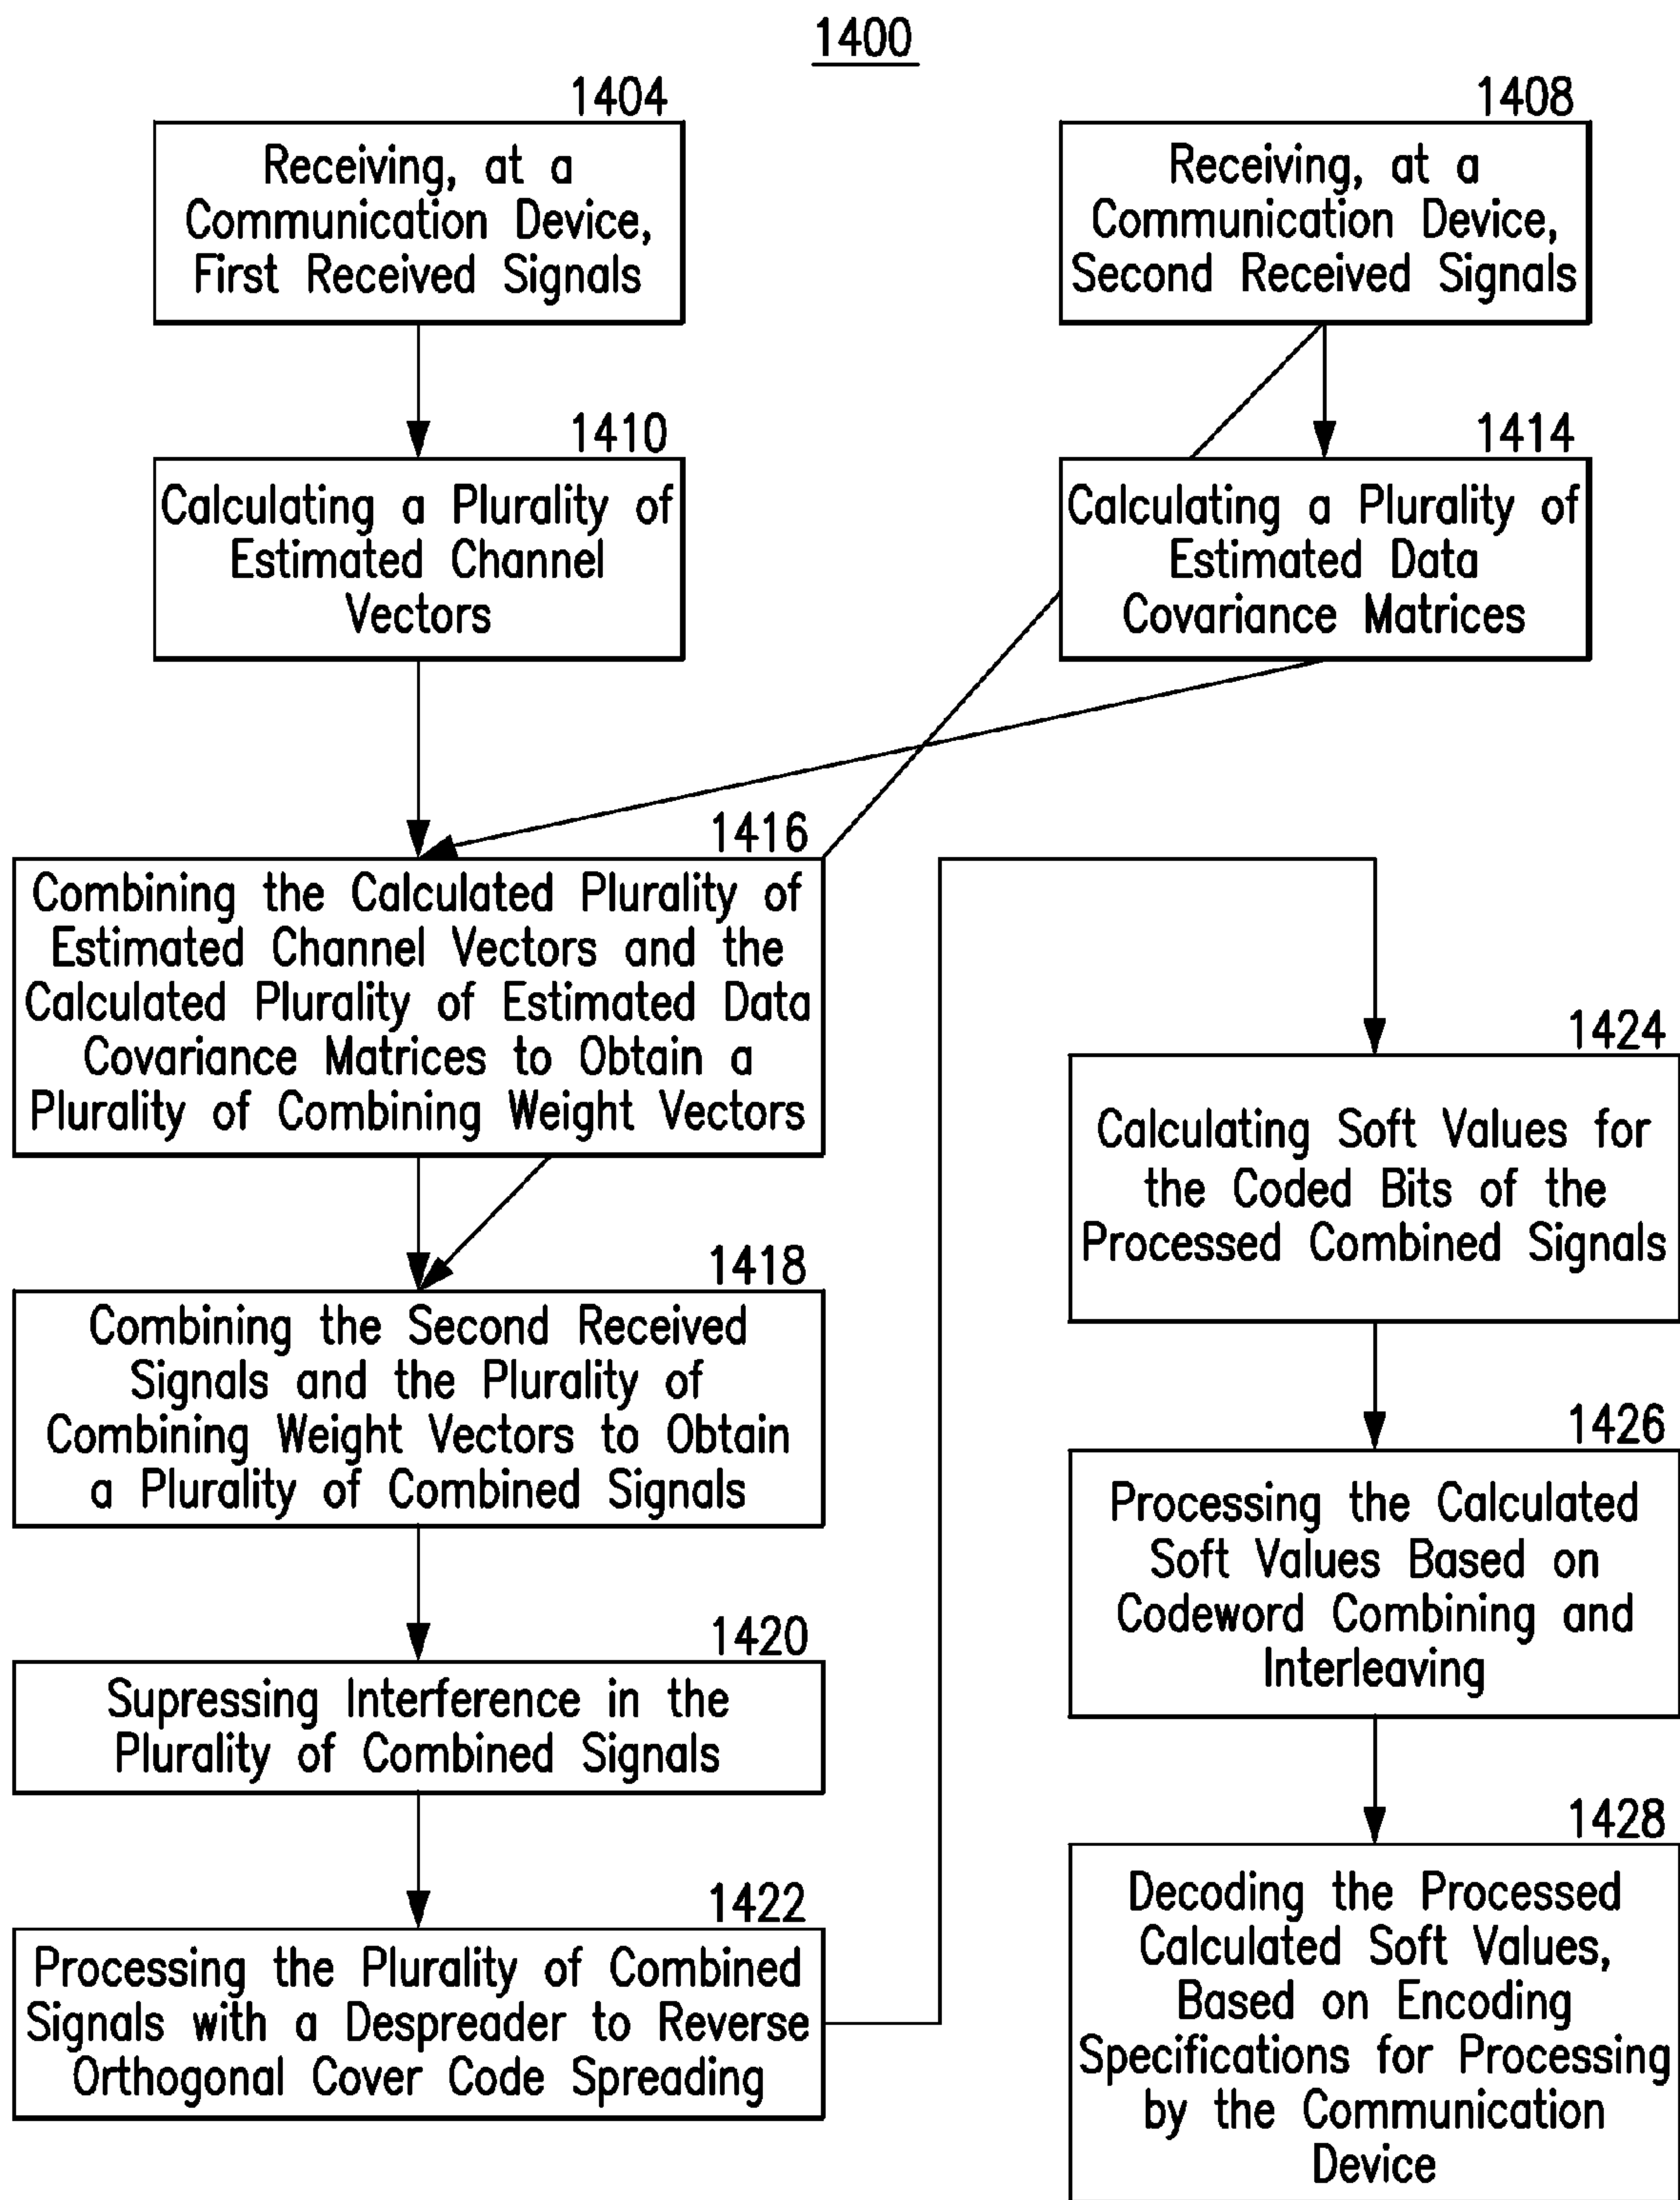 1400
1404
Receiving, at a
Communication Device,
First Received Signals
1408
Receiving, at a
Communication Device,
Second Received Signals
1410
Calculating a Plurality of
Estimated Channel
Vectors
1414
Calculating a Plurality of
Estimated Data
Covariance Matrices
1416
Combining the Calculated Plurality of
Estimated Channel Vectors and the
Calculated Plurality of Estimated Data
Covariance Matrices to Obtain a
Plurality of Combining Weight Vectors
1418
Combining the Second Received
Signals and the Plurality of
Combining Weight Vectors to Obtain
a Plurality of Combined Signals
1420
Supressing Interference in the
Plurality of Combined Signals
1422
Processing the Plurality of Combined
Signals with a Despreader to Reverse
Orthogonal Cover Code Spreading
1424
Calculating Soft Values for
the Coded Bits of the
Processed Combined Signals
1426
Processing the Calculated
Soft Values Based on
Codeword Combining and
Interleaving
1428
Decoding the Processed
Calculated Soft Values,
Based on Encoding
Specifications for Processing
by the Communication
Device